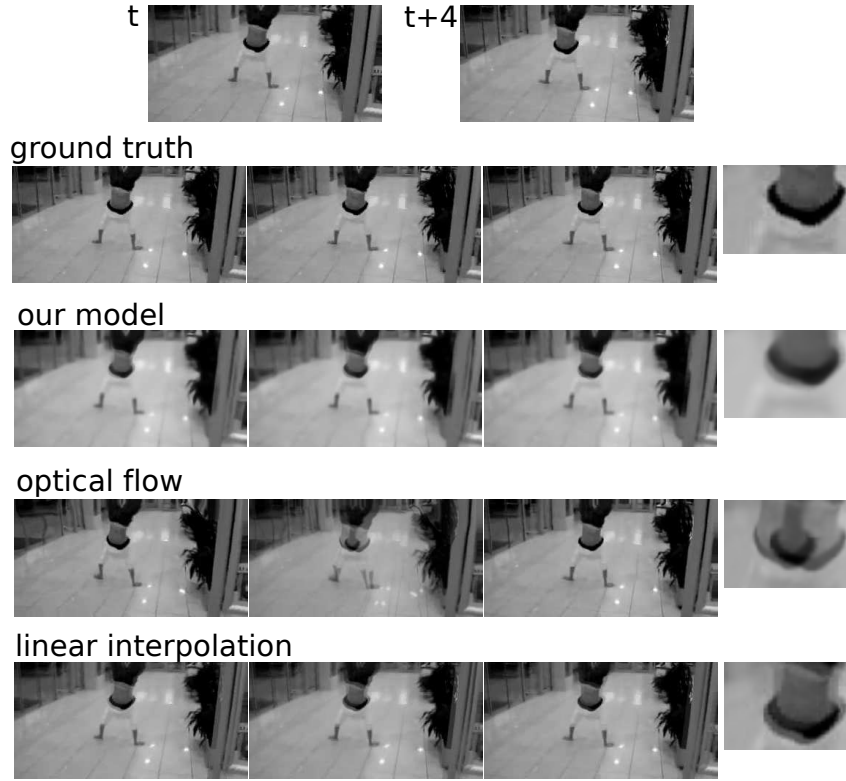 t t+4
ground truth
our model
optical flow
linear interpolation